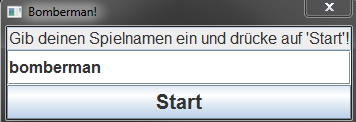 Bomberman!
Gib deinen Spielnamen ein und drücke auf 'Start'!
bomberman
Start